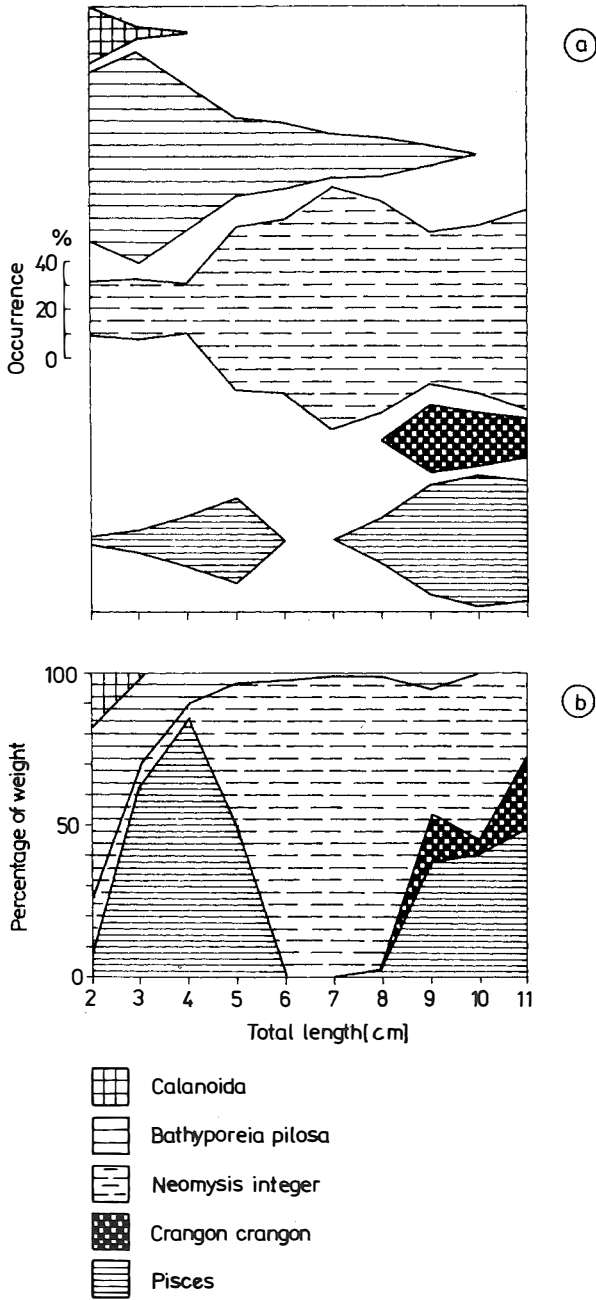 a
%
40
20
0
Occurrence
b
100
50
0
Percentage of weight
2 3 4 5 6 7 8 9 10 11
Total length[cm]
Calanoida
Bathyporeia pilosa
Neomysis integer
Crangon crangon
Pisces